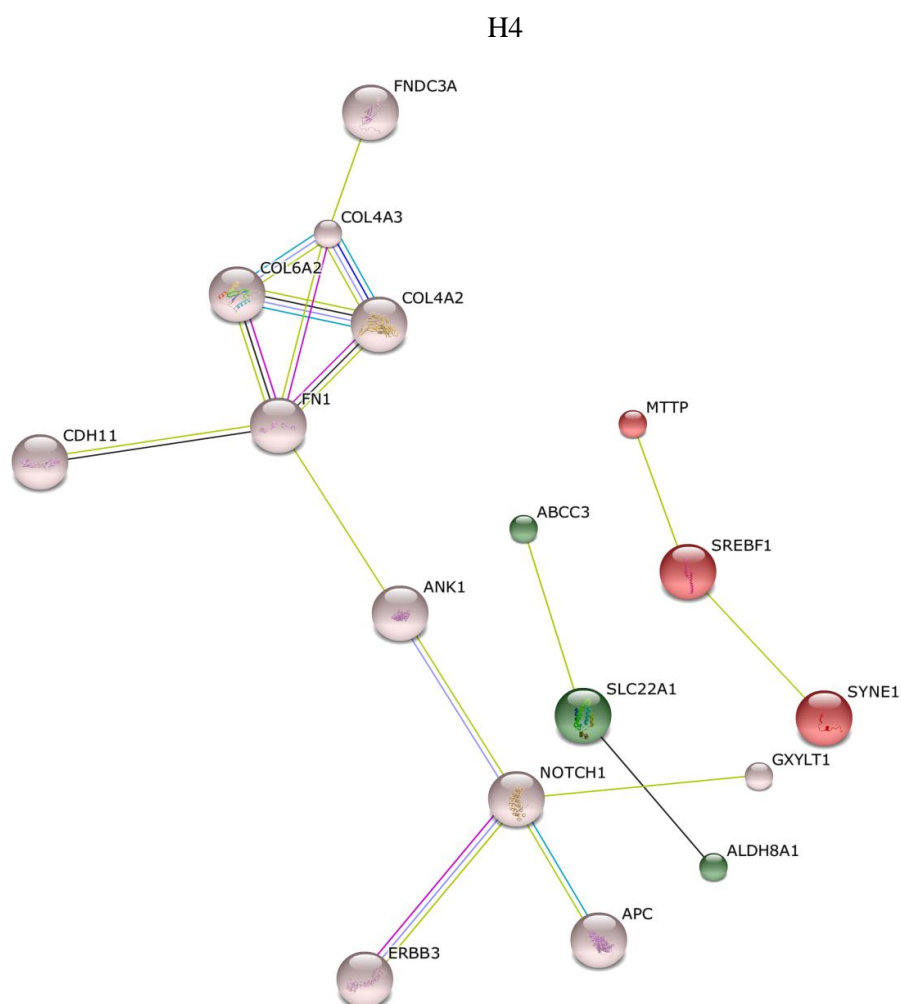 H4
FNDC3A
COL4A3
COL6A2
COL4A2
FN1
MTTP
CDH11
ABCC3
SREBF1
ANK1
SLC22A1
SYNE1
GXYLT1
NOTCH1
ALDH8A1
APC
ERBB3